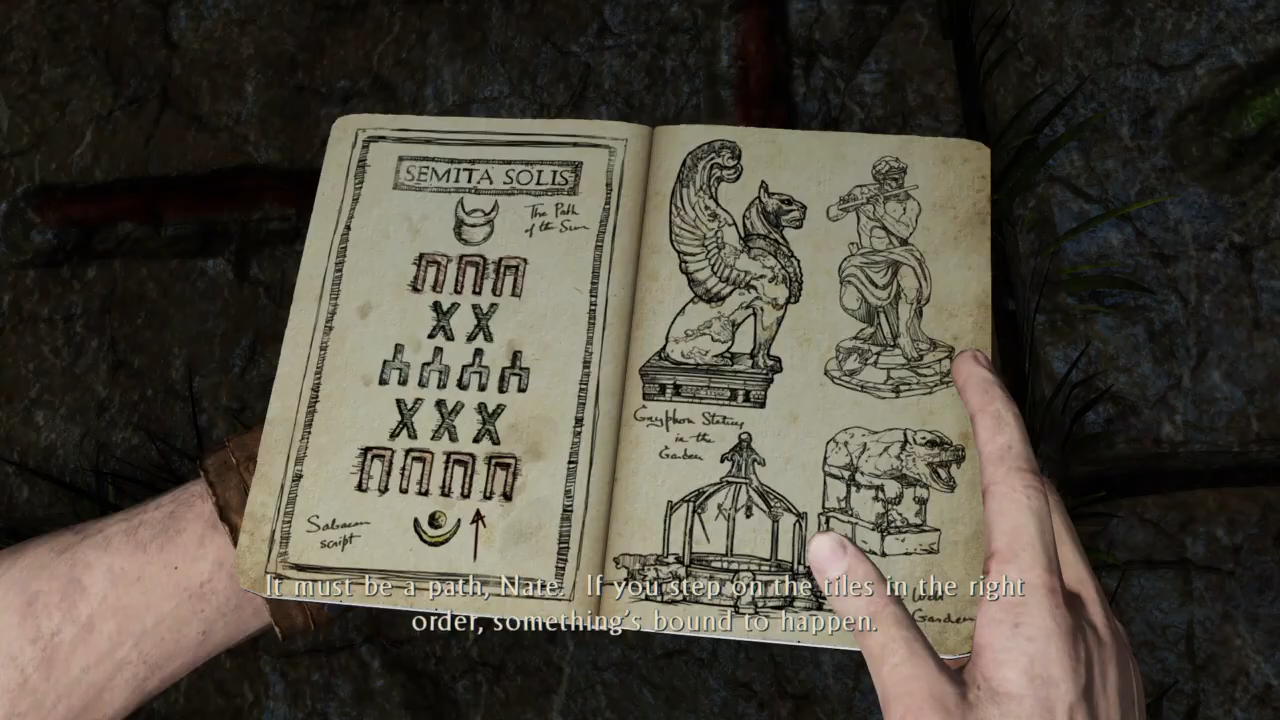 SEMITA SOLIS
The Path
of the Sun
Sabaean
script
Gryphon Statues
in the
Garden
Garden
It must be a path, Nate.  If you step on the tiles in the right
order, something's bound to happen.